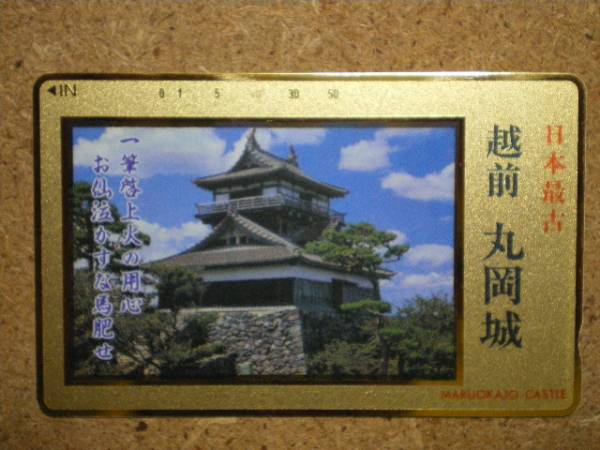 ◀IN
0 1 5 10 30 50
日本最古
越前 丸岡城
一筆啓上火の用心
お仙泣かすな馬肥せ
MARUOKAJO CASTLE